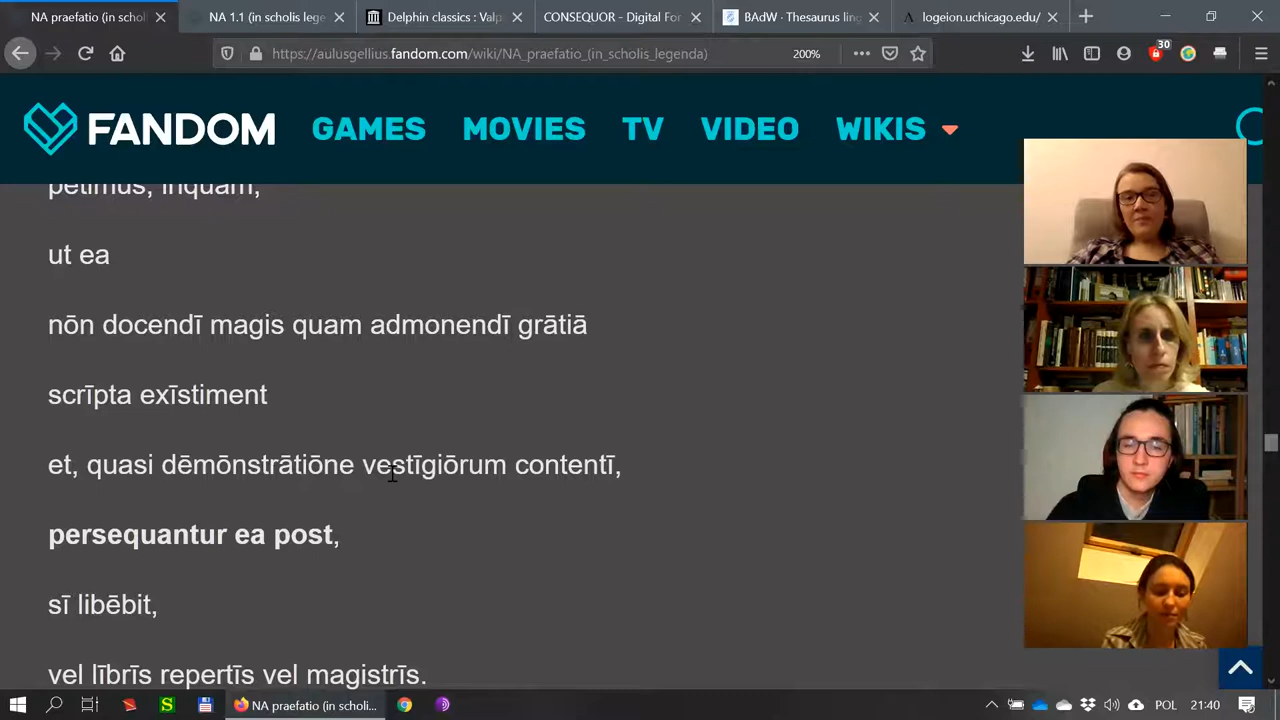 NA praefatio (in schol
NA 1.1 (in scholis lege
Delphin classics : Valp
CONSEQUOR - Digital For
BAdW · Thesaurus ling
logeion.uchicago.edu/
https://aulusgellius.fandom.com/wiki/NA_praefatio_(in_scholis_legenda)
200%
30
FANDOM
GAMES
MOVIES
TV
VIDEO
WIKIS
petimus, inquam,
ut ea
nōn docendī magis quam admonendī grātiā
scrīpta exīstiment
et, quasi dēmōnstrātiōne vestīgiōrum contentī,
persequantur ea post,
sī libēbit,
vel lībrīs repertīs vel magistrīs.
S
NA praefatio (in scholi...
POL
21:40